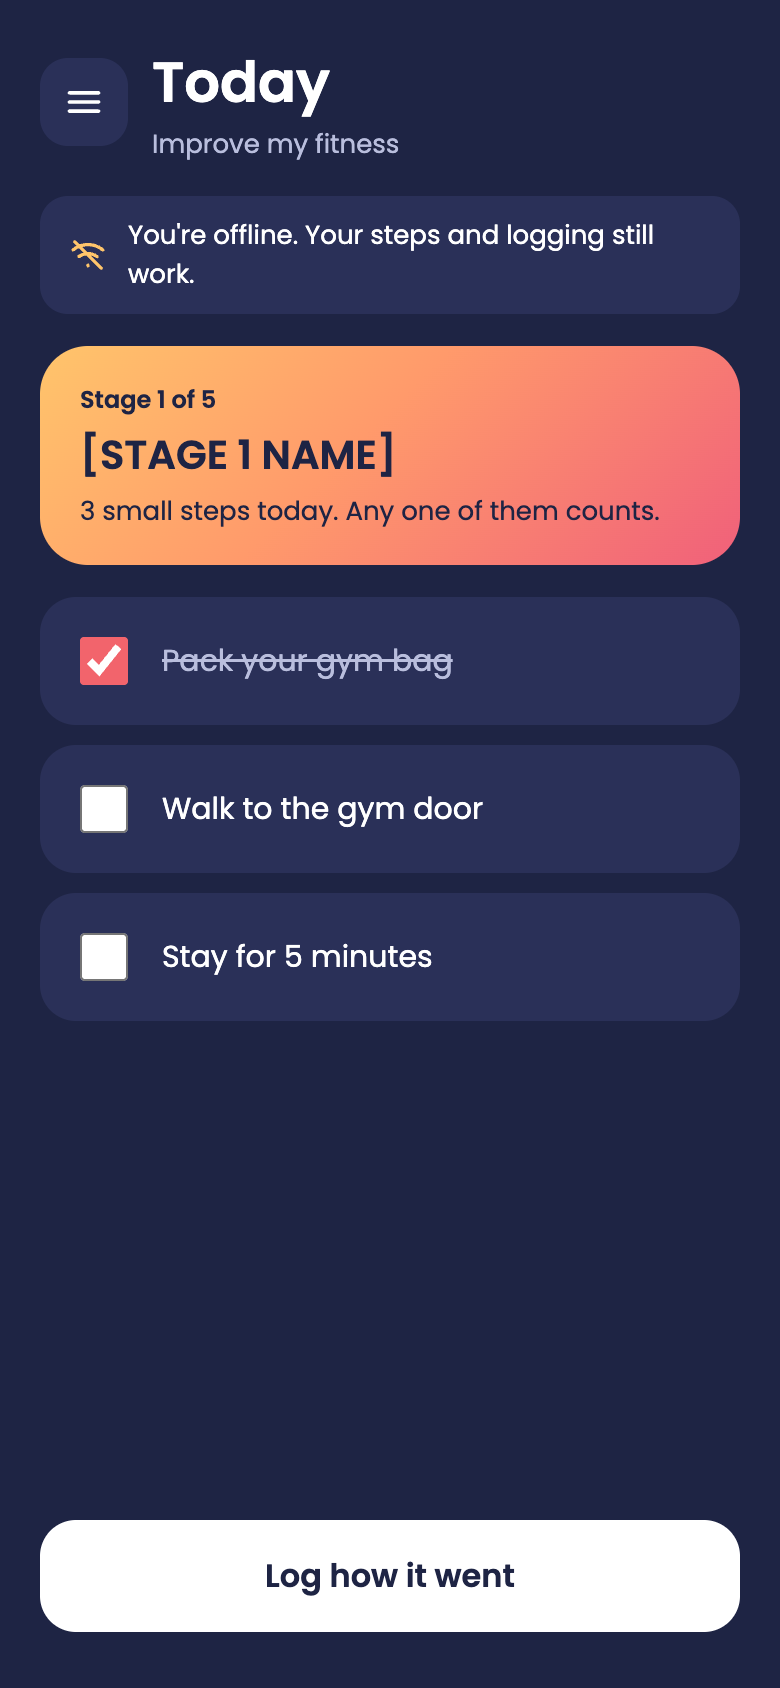 Today
Improve my fitness
You're offline. Your steps and logging still
work.
Stage 1 of 5
[STAGE 1 NAME]
3 small steps today. Any one of them counts.
Pack your gym bag
Walk to the gym door
Stay for 5 minutes
Log how it went